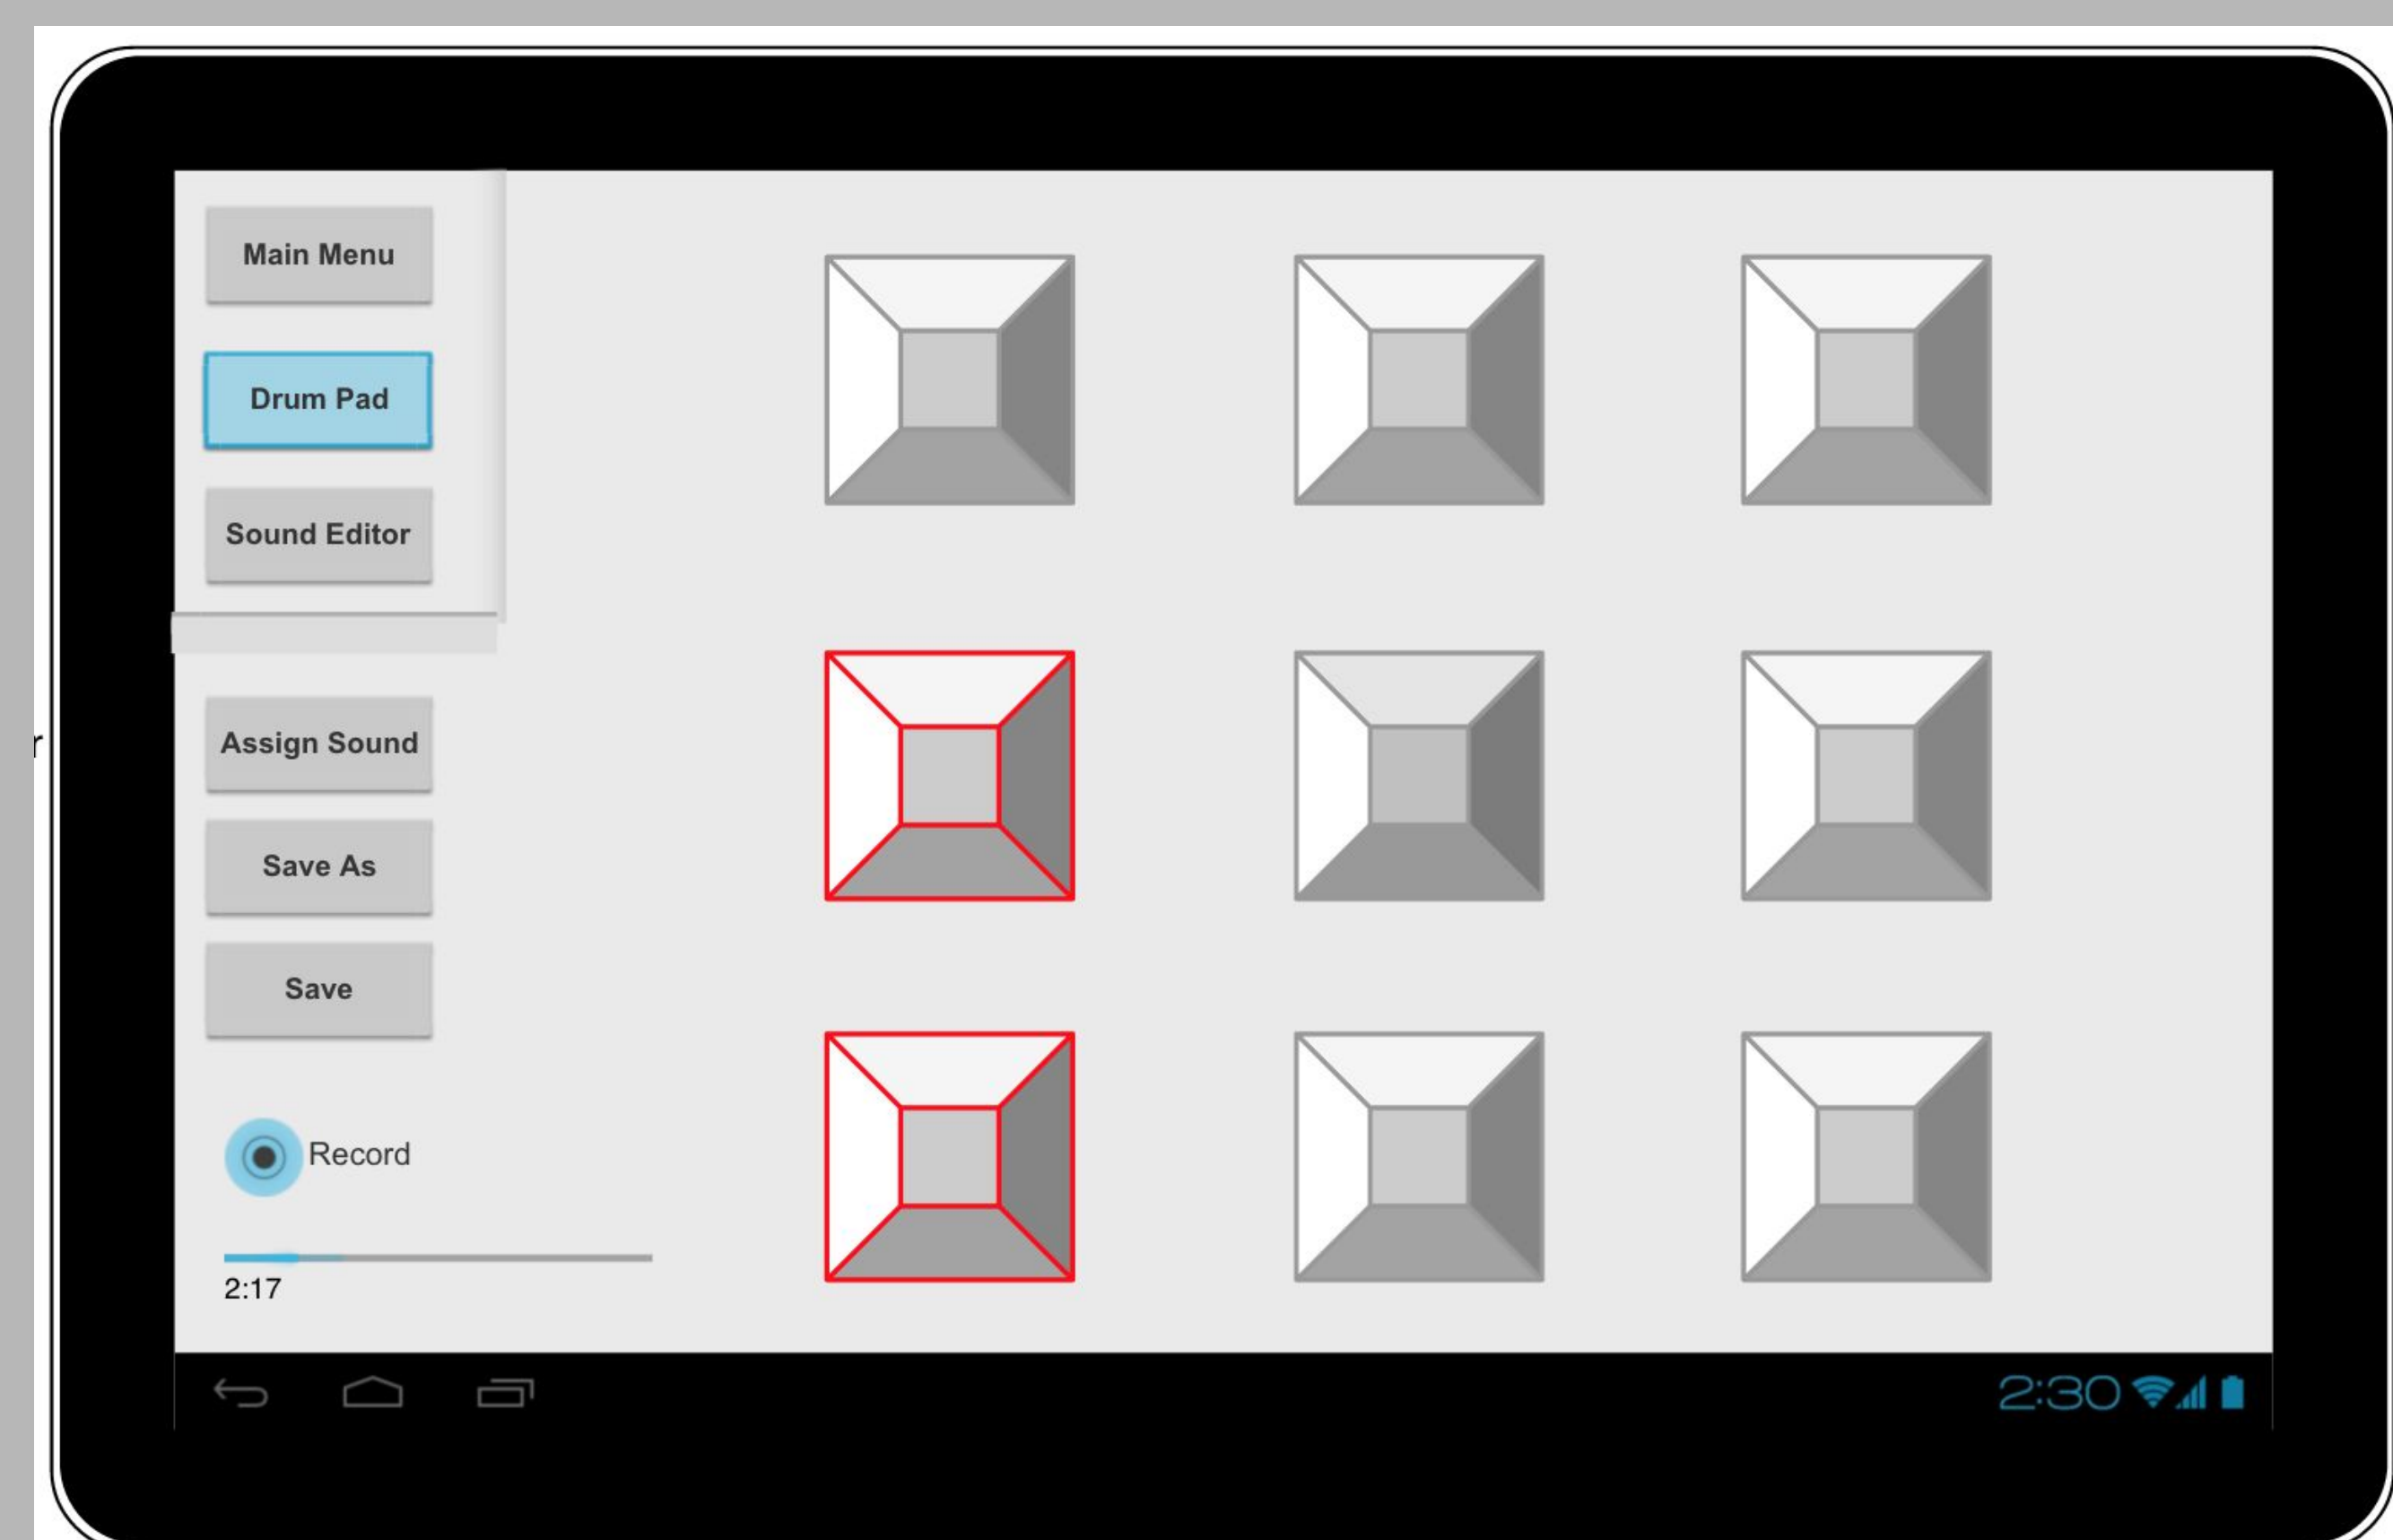 Main Menu
Drum Pad
Sound Editor
r
Assign Sound
Save As
Save
Record
2:17
2:30